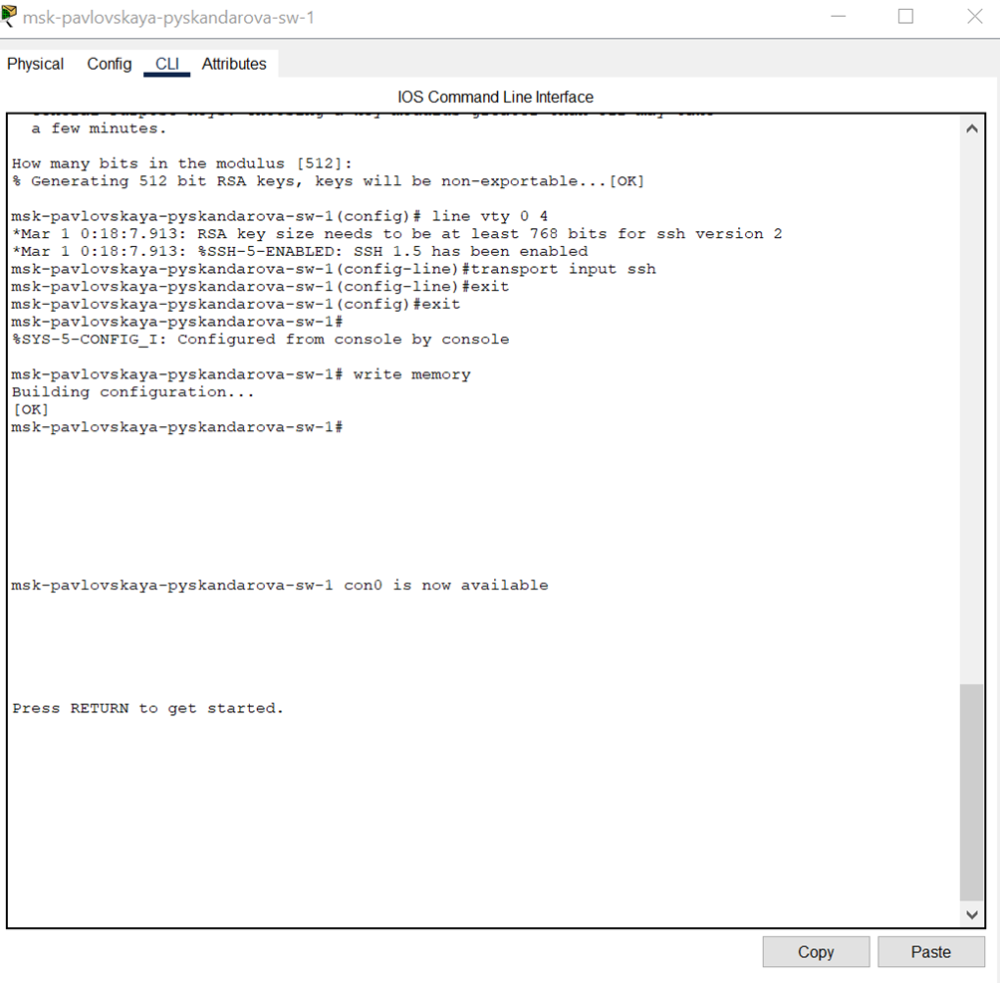 msk-pavlovskaya-pyskandarova-sw-1
Physical Config CLI Attributes
IOS Command Line Interface
a few minutes.
How many bits in the modulus [512]:
% Generating 512 bit RSA keys, keys will be non-exportable...[OK]
msk-pavlovskaya-pyskandarova-sw-1(config)# line vty 0 4
*Mar 1 0:18:7.913: RSA key size needs to be at least 768 bits for ssh version 2
*Mar 1 0:18:7.913: %SSH-5-ENABLED: SSH 1.5 has been enabled
msk-pavlovskaya-pyskandarova-sw-1(config-line)#transport input ssh
msk-pavlovskaya-pyskandarova-sw-1(config-line)#exit
msk-pavlovskaya-pyskandarova-sw-1(config)#exit
msk-pavlovskaya-pyskandarova-sw-1#
%SYS-5-CONFIG_I: Configured from console by console
msk-pavlovskaya-pyskandarova-sw-1# write memory
Building configuration...
[OK]
msk-pavlovskaya-pyskandarova-sw-1#
msk-pavlovskaya-pyskandarova-sw-1 con0 is now available
Press RETURN to get started.
Copy Paste